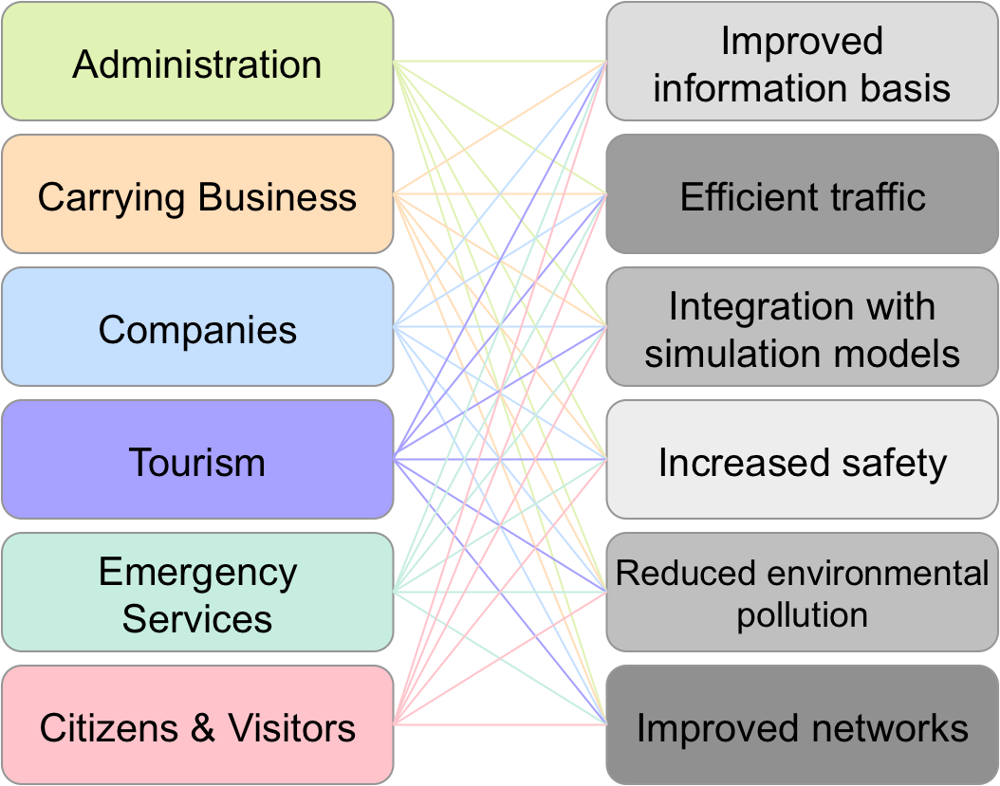 Administration
Carrying Business
Companies
Tourism
Emergency
Services
Citizens & Visitors
Improved
information basis
Efficient traffic
Integration with
simulation models
Increased safety
Reduced environmental
pollution
Improved networks